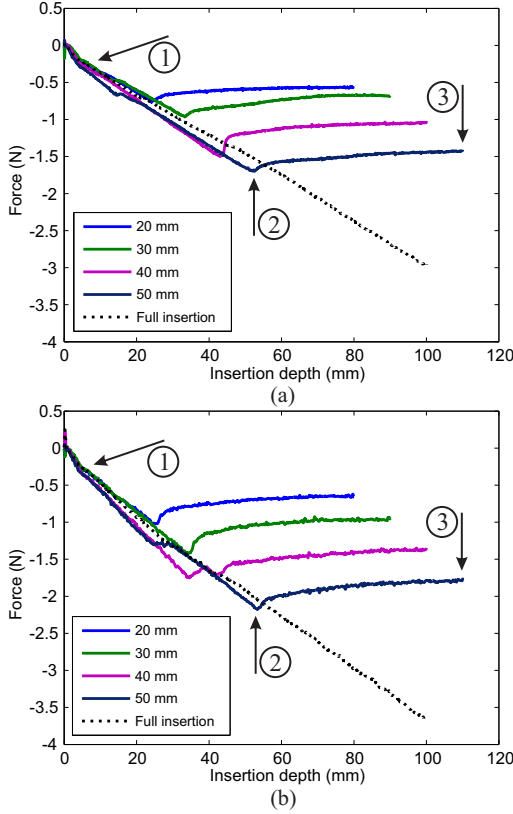 0.5
0
-0.5
-1
-1.5
-2
-2.5
-3
-3.5
-4
Force (N)
1
2
3
20 mm
30 mm
40 mm
50 mm
Full insertion
0 20 40 60 80 100 120
Insertion depth (mm)
(a)
0.5
0
-0.5
-1
-1.5
-2
-2.5
-3
-3.5
-4
Force (N)
1
3
2
20 mm
30 mm
40 mm
50 mm
Full insertion
0 20 40 60 80 100 120
Insertion depth (mm)
(b)